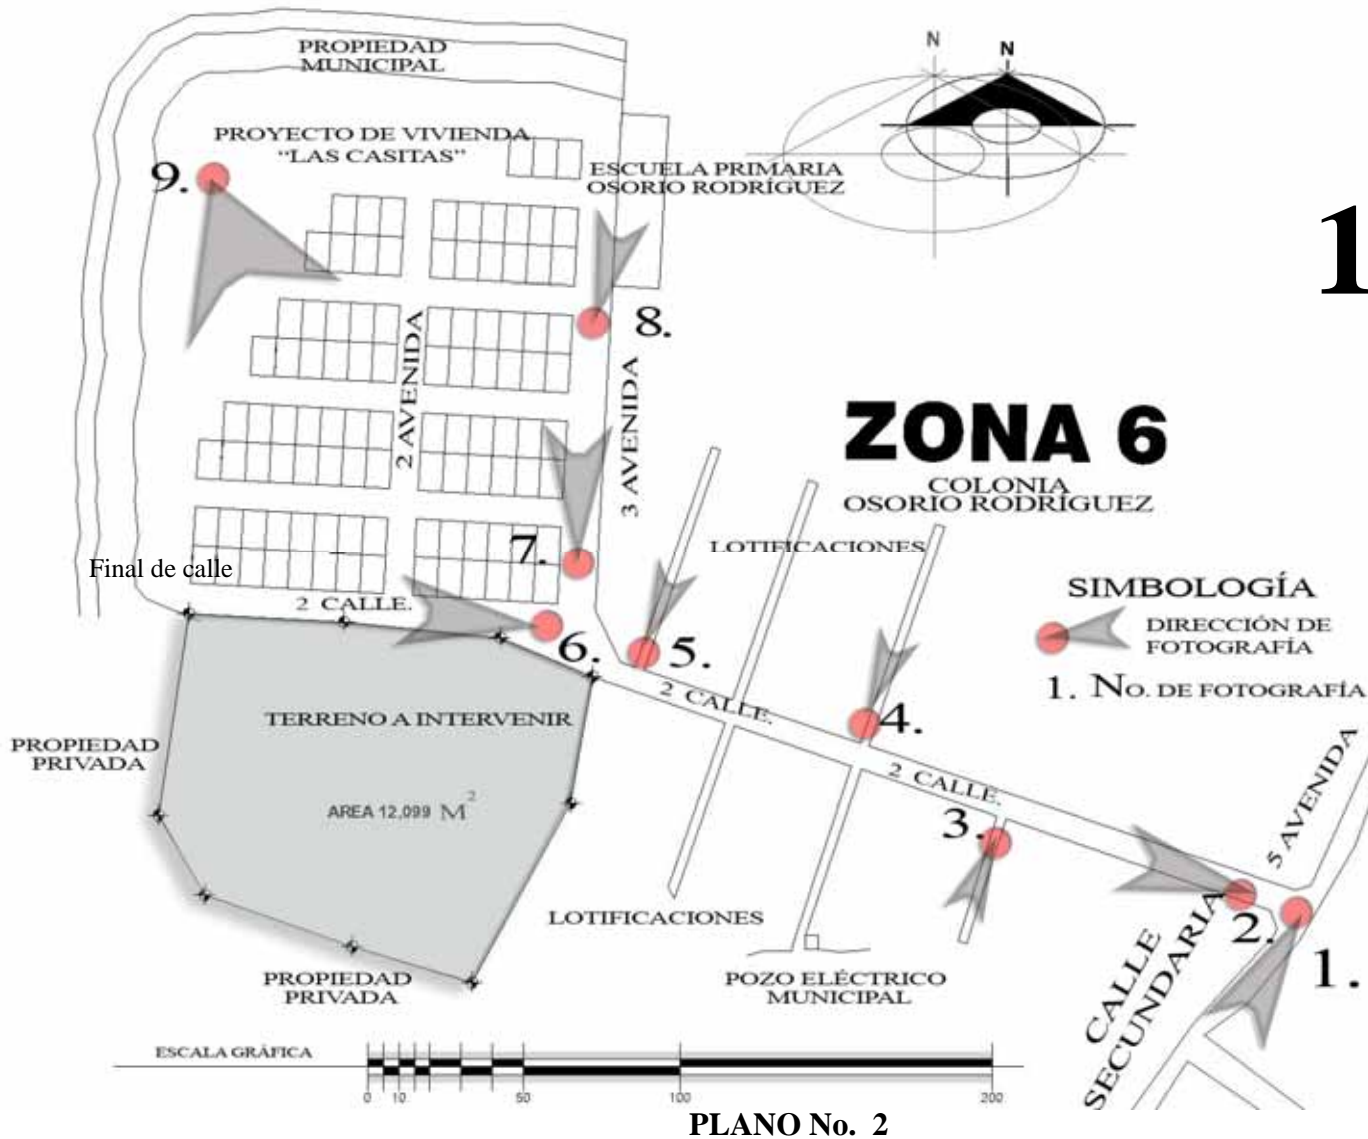 PROPIEDAD
MUNICIPAL
N
N
PROYECTO DE VIVIENDA
“LAS CASITAS”
9.
ESCUELA PRIMARIA
OSORIO RODRÍGUEZ
1
8.
2 AVENIDA
3 AVENIDA
ZONA 6
COLONIA
OSORIO RODRÍGUEZ
7.
LOTIFICACIONES
Final de calle
2 CALLE.
6.
5.
SIMBOLOGÍA
DIRECCIÓN DE
FOTOGRAFÍA
1. No. DE FOTOGRAFÍA
2 CALLE.
4.
TERRENO A INTERVENIR
PROPIEDAD
PRIVADA
AREA 12,099 M2
2 CALLE.
3.
5 AVENIDA
LOTIFICACIONES
2.
1.
CALLE
SECUNDARIA
PROPIEDAD
PRIVADA
POZO ELÉCTRICO
MUNICIPAL
ESCALA GRÁFICA
0 10 50 100 200
PLANO No. 2